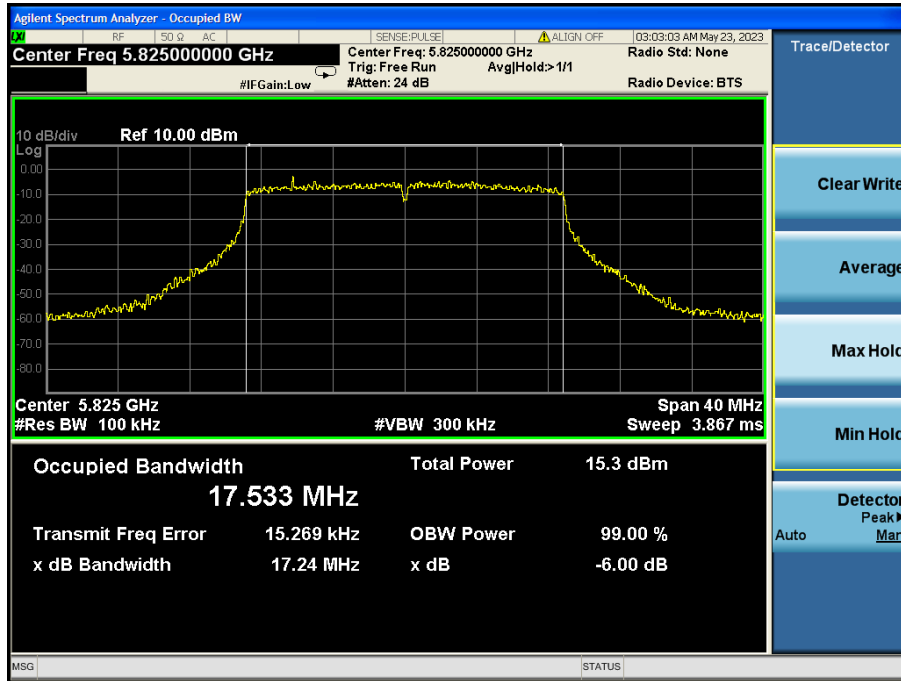 Agilent Spectrum Analyzer - Occupied BW
LXI RF 50 Ω AC SENSE:PULSE ALIGN OFF 03:03:03 AM May 23, 2023
Center Freq 5.825000000 GHz
Center Freq: 5.825000000 GHz
Radio Std: None
Trig: Free Run Avg|Hold:> 1/1
#IFGain:Low
#Atten: 24 dB
Radio Device: BTS
Trace/Detector
10 dB/div Ref 10.00 dBm
Log
0.00
-10.0
-20.0
-30.0
-40.0
-50.0
-60.0
-70.0
-80.0
Center 5.825 GHz Span 40 MHz
#Res BW 100 kHz #VBW 300 kHz Sweep 3.867 ms
Occupied Bandwidth Total Power 15.3 dBm
17.533 MHz
Transmit Freq Error 15.269 kHz OBW Power 99.00 %
x dB Bandwidth 17.24 MHz x dB -6.00 dB
Clear Write
Average
Max Hold
Min Hold
Detector
Peak
Auto Man
MSG STATUS